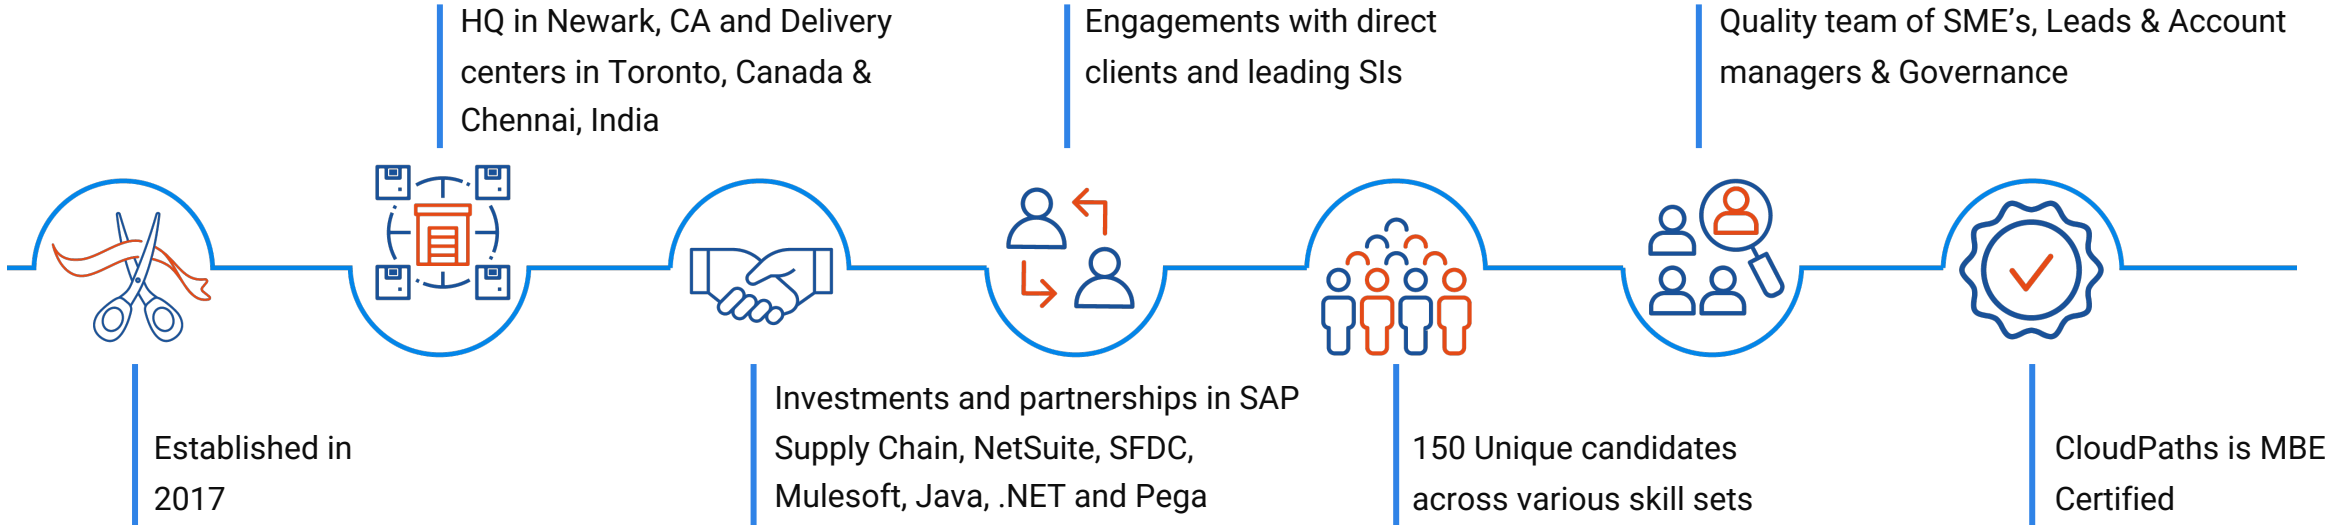 HQ in Newark, CA and Delivery
centers in Toronto, Canada &
Chennai, India
Engagements with direct
clients and leading SIs
Quality team of SME’s, Leads & Account
managers & Governance
Established in
2017
Investments and partnerships in SAP
Supply Chain, NetSuite, SFDC,
Mulesoft, Java, .NET and Pega
150 Unique candidates
across various skill sets
CloudPaths is MBE
Certified